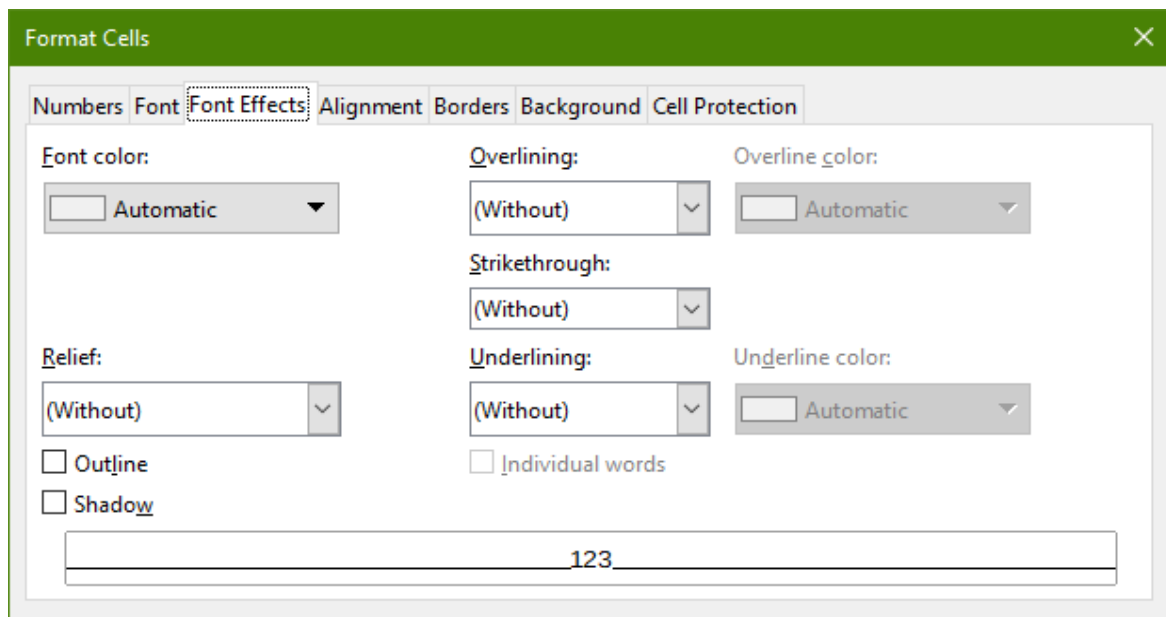 Format Cells
Numbers Font Font Effects Alignment Borders Background Cell Protection
Font color: Overlining: Overline color:
Automatic (Without) Automatic
Strikethrough:
(Without)
Relief: Underlining: Underline color:
(Without) (Without) Automatic
Outline Individual words
Shadow
123